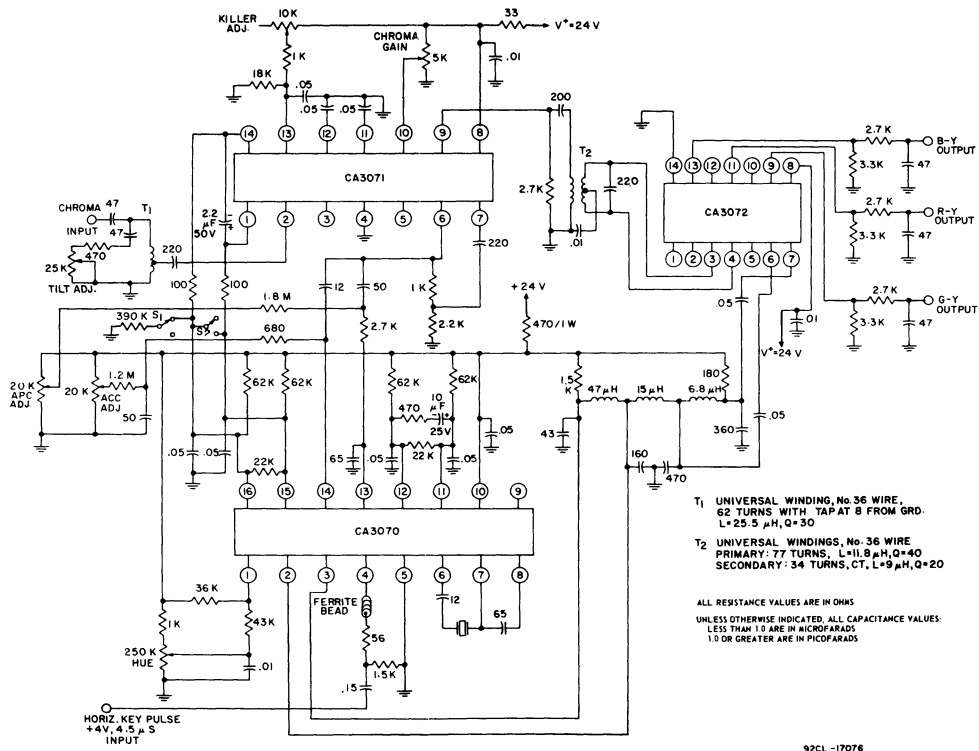 KILLER
ADJ.
10K
1K
18K
.05
.05
.05
CHROMA
GAIN
5K
33
V+=24 V
.01
14
13
12
11
10
9
8
CA3071
1
2
3
4
5
6
7
CHROMA
INPUT
47
T1
47
470
25K
TILT ADJ.
220
2.2
μF
50V
100
100
390 K
S1
S2
1.8 M
680
12
50
2.7 K
1K
2.2K
220
200
T2
2.7K
220
.01
14
13
12
11
10
9
8
CA3072
1
2
3
4
5
6
7
2.7 K
3.3K
47
B-Y
OUTPUT
2.7K
3.3 K
47
R-Y
OUTPUT
2.7K
3.3K
47
G-Y
OUTPUT
.01
V+=24 V
.05
.05
+24V
470/1W
20K
APC
ADJ
20 K
ACC
ADJ
1.2M
50
62K
62K
62K
62K
470
10
μF
25V
.05
.05
22K
65
.05
22K
.05
.05
1.5
K
47 μH
15 μH
6.8 μH
180
43
160
470
360
16
15
14
13
12
11
10
9
CA3070
1
2
3
4
5
6
7
8
36 K
1K
43K
250 K
HUE
.01
FERRITE
BEAD
56
1.5K
.15
12
65
HORIZ. KEY PULSE
+4V, 4.5 μS
INPUT
T1 UNIVERSAL WINDING, No. 36 WIRE,
62 TURNS WITH TAP AT 8 FROM GRD.
L=25.5 μH, Q=30
T2 UNIVERSAL WINDINGS, No. 36 WIRE
PRIMARY: 77 TURNS, L=11.8 μH, Q=40
SECONDARY: 34 TURNS, CT, L=9 μH, Q=20
ALL RESISTANCE VALUES ARE IN OHMS
UNLESS OTHERWISE INDICATED, ALL CAPACITANCE VALUES:
LESS THAN 1.0 ARE IN MICROFARADS
1.0 OR GREATER ARE IN PICOFARADS
92CL-17076